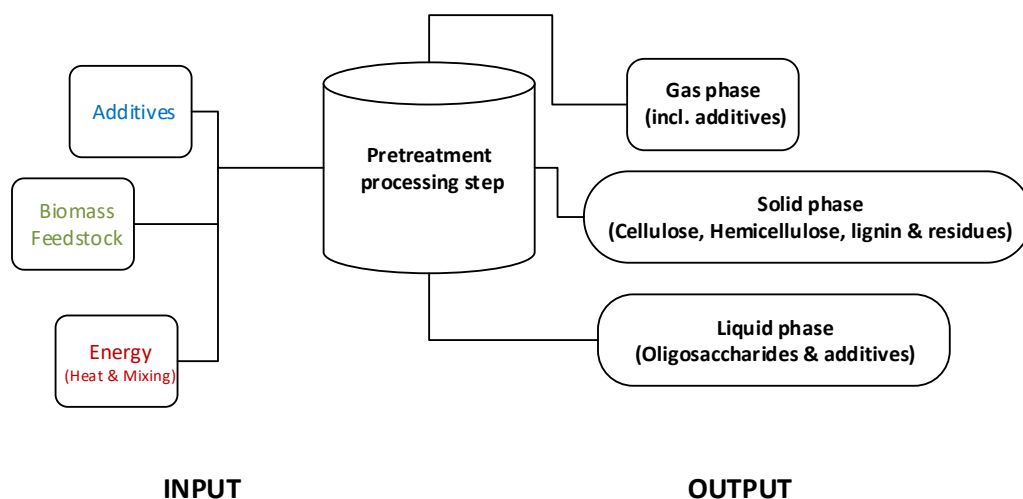 Additives
Biomass
Feedstock
Energy
(Heat & Mixing)
Pretreatment
processing step
Gas phase
(incl. additives)
Solid phase
(Cellulose, Hemicellulose, lignin & residues)
Liquid phase
(Oligosaccharides & additives)
INPUT
OUTPUT